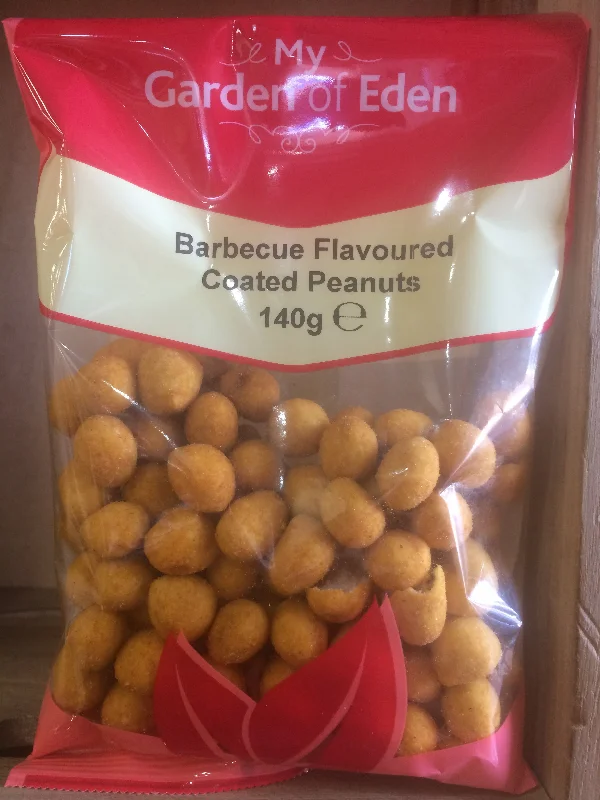 My
Garden of Eden
Barbecue Flavoured
Coated Peanuts
140g ℮